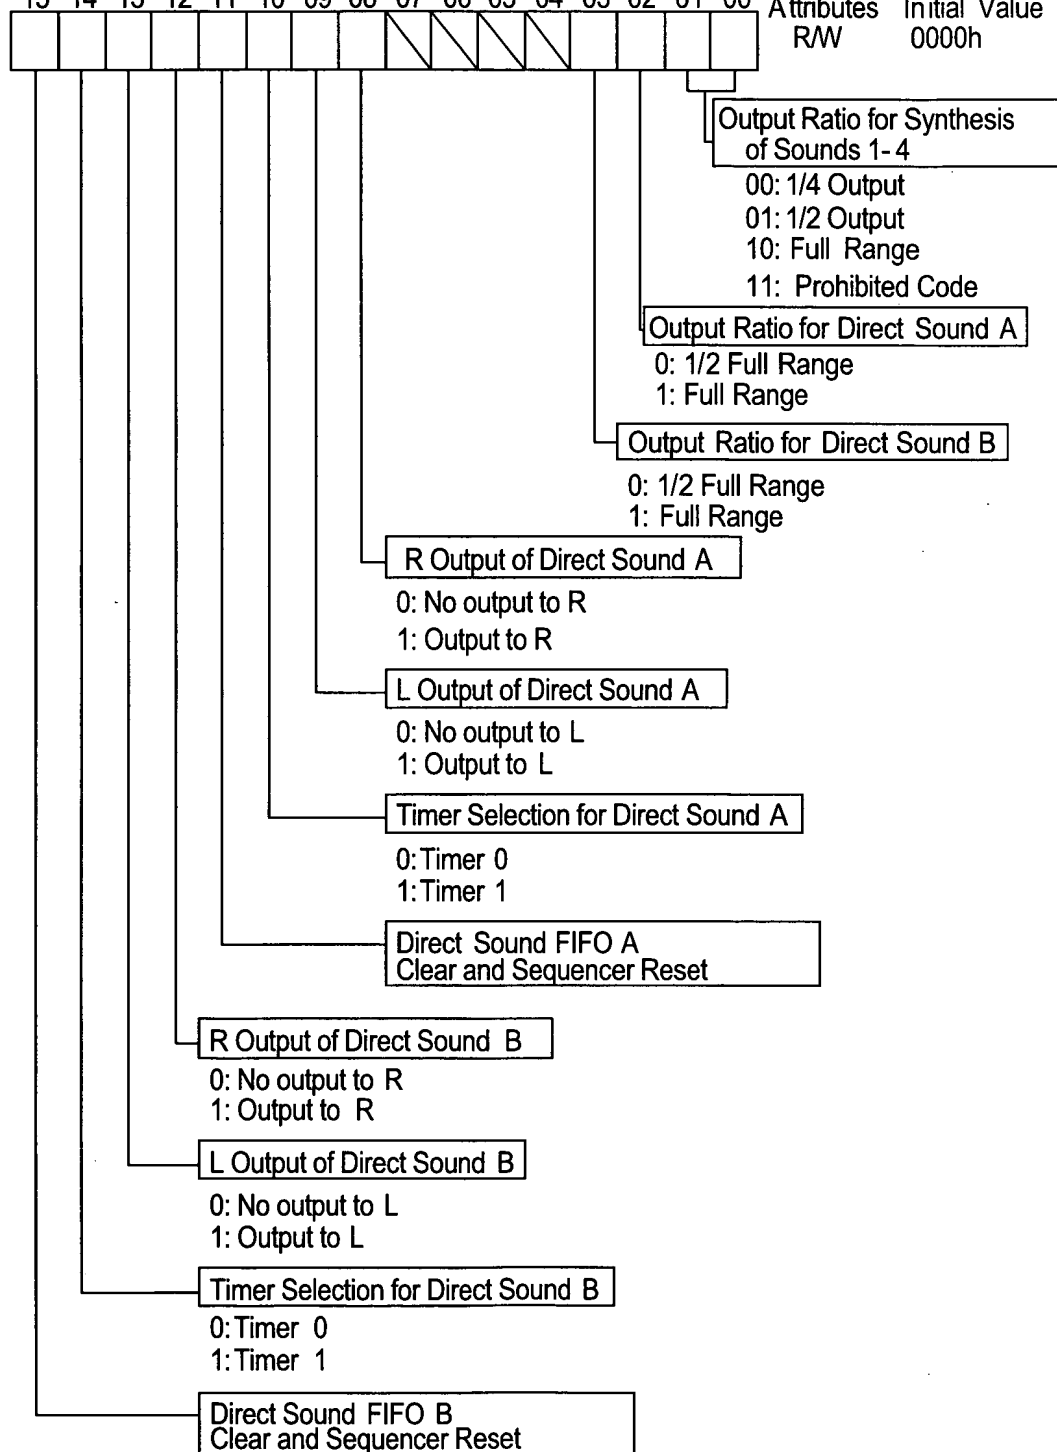 15 14 13 12 11 10 09 08 07 06 05 04 03 02 01 00 Attributes Initial Value
R/W 0000h
Output Ratio for Synthesis
of Sounds 1-4
00: 1/4 Output
01: 1/2 Output
10: Full Range
11: Prohibited Code
Output Ratio for Direct Sound A
0: 1/2 Full Range
1: Full Range
Output Ratio for Direct Sound B
0: 1/2 Full Range
1: Full Range
R Output of Direct Sound A
0: No output to R
1: Output to R
L Output of Direct Sound A
0: No output to L
1: Output to L
Timer Selection for Direct Sound A
0: Timer 0
1: Timer 1
Direct Sound FIFO A
Clear and Sequencer Reset
R Output of Direct Sound B
0: No output to R
1: Output to R
L Output of Direct Sound B
0: No output to L
1: Output to L
Timer Selection for Direct Sound B
0: Timer 0
1: Timer 1
Direct Sound FIFO B
Clear and Sequencer Reset